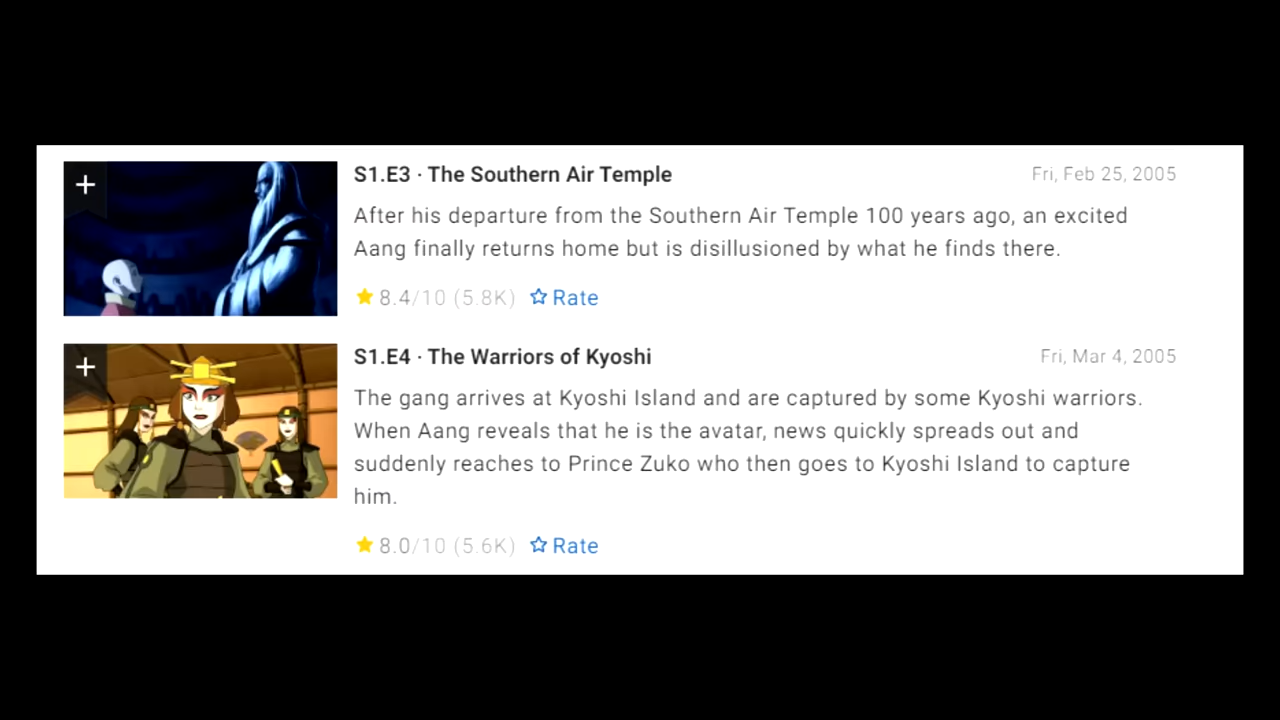 S1.E3 · The Southern Air Temple
Fri, Feb 25, 2005
After his departure from the Southern Air Temple 100 years ago, an excited
Aang finally returns home but is disillusioned by what he finds there.
8.4/10 (5.8K) Rate
S1.E4 · The Warriors of Kyoshi
Fri, Mar 4, 2005
The gang arrives at Kyoshi Island and are captured by some Kyoshi warriors.
When Aang reveals that he is the avatar, news quickly spreads out and
suddenly reaches to Prince Zuko who then goes to Kyoshi Island to capture
him.
8.0/10 (5.6K) Rate